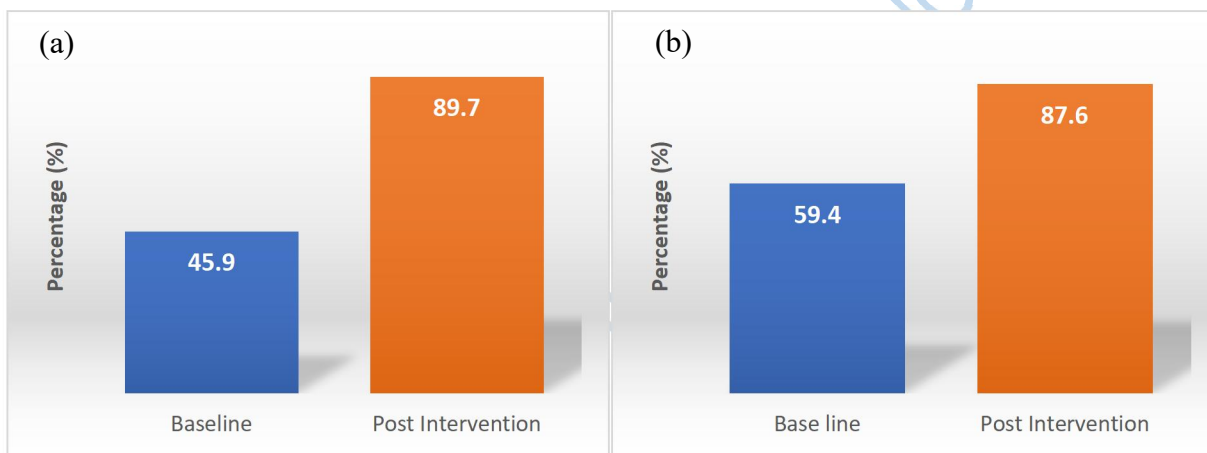 (a)
Percentage (%)
45.9
89.7
Baseline
Post Intervention
(b)
Percentage (%)
59.4
87.6
Base line
Post Intervention